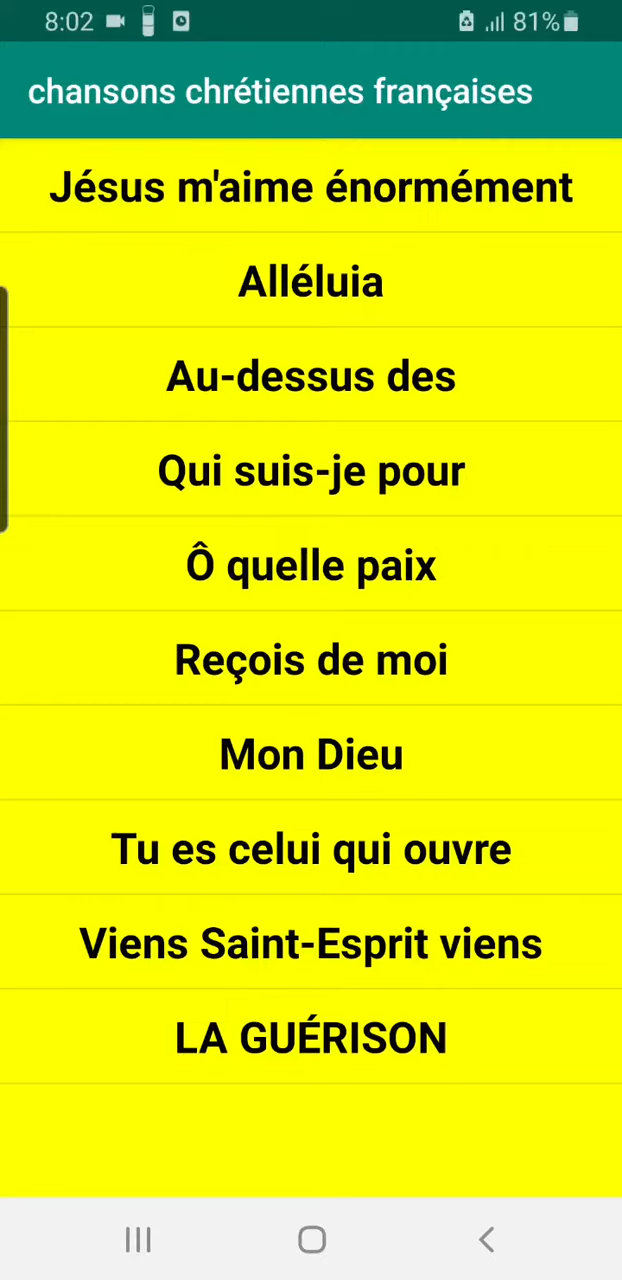 8:02 81%
chansons chrétiennes françaises
Jésus m'aime énormément
Alléluia
Au-dessus des
Qui suis-je pour
Ô quelle paix
Reçois de moi
Mon Dieu
Tu es celui qui ouvre
Viens Saint-Esprit viens
LA GUÉRISON